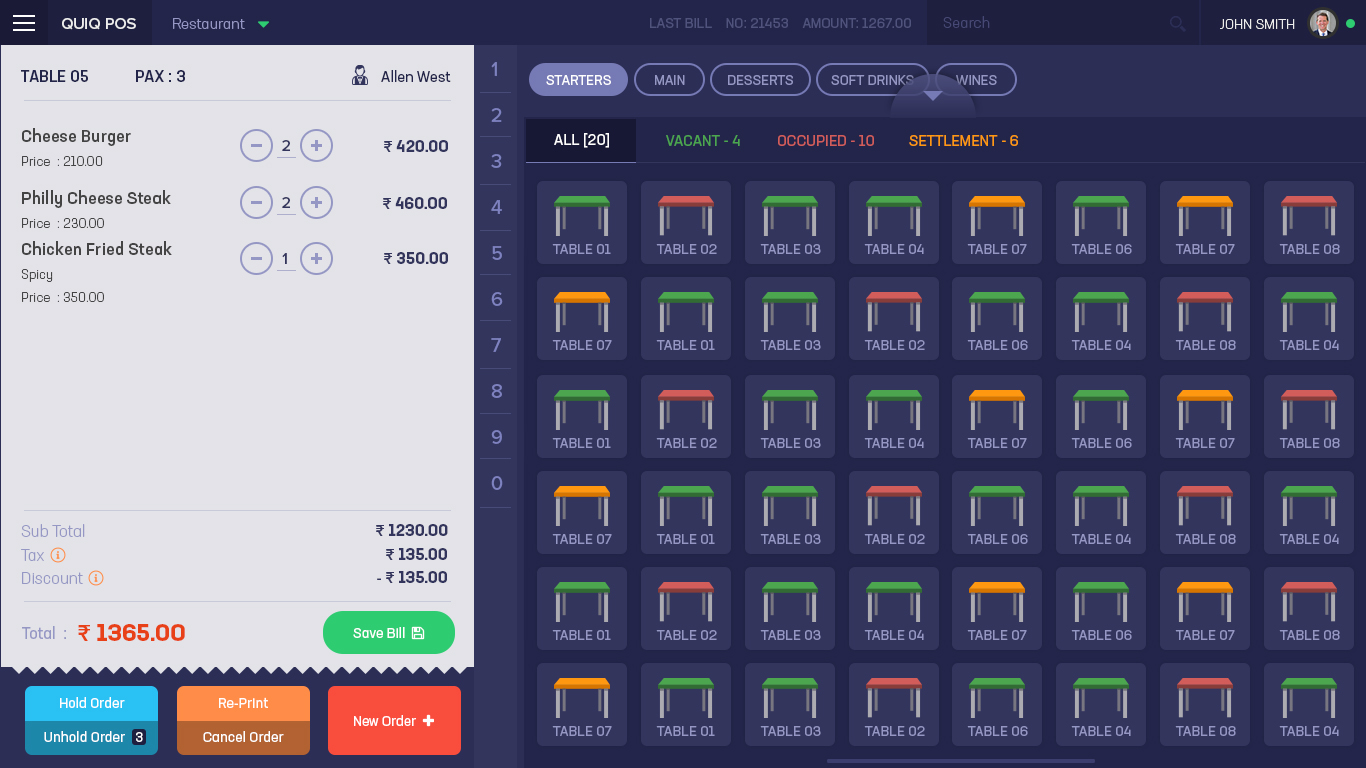 QUIQ POS
Restaurant
LAST BILL NO: 21453 AMOUNT: 1267.00
Search
JOHN SMITH
TABLE 05 PAX : 3
Allen West
Cheese Burger
Price : 210.00
2
₹ 420.00
Philly Cheese Steak
Price : 230.00
2
₹ 460.00
Chicken Fried Steak
Spicy
Price : 350.00
1
₹ 350.00
Sub Total ₹ 1230.00
Tax ₹ 135.00
Discount - ₹ 135.00
Total : ₹ 1365.00
Save Bill
Hold Order
Unhold Order 3
Re-Print
Cancel Order
New Order
1
2
3
4
5
6
7
8
9
0
STARTERS MAIN DESSERTS SOFT DRINKS WINES
ALL [20] VACANT - 4 OCCUPIED - 10 SETTLEMENT - 6
TABLE 01 TABLE 02 TABLE 03 TABLE 04 TABLE 07 TABLE 06 TABLE 07 TABLE 08
TABLE 07 TABLE 01 TABLE 03 TABLE 02 TABLE 06 TABLE 04 TABLE 08 TABLE 04
TABLE 01 TABLE 02 TABLE 03 TABLE 04 TABLE 07 TABLE 06 TABLE 07 TABLE 08
TABLE 07 TABLE 01 TABLE 03 TABLE 02 TABLE 06 TABLE 04 TABLE 08 TABLE 04
TABLE 01 TABLE 02 TABLE 03 TABLE 04 TABLE 07 TABLE 06 TABLE 07 TABLE 08
TABLE 07 TABLE 01 TABLE 03 TABLE 02 TABLE 06 TABLE 04 TABLE 08 TABLE 04